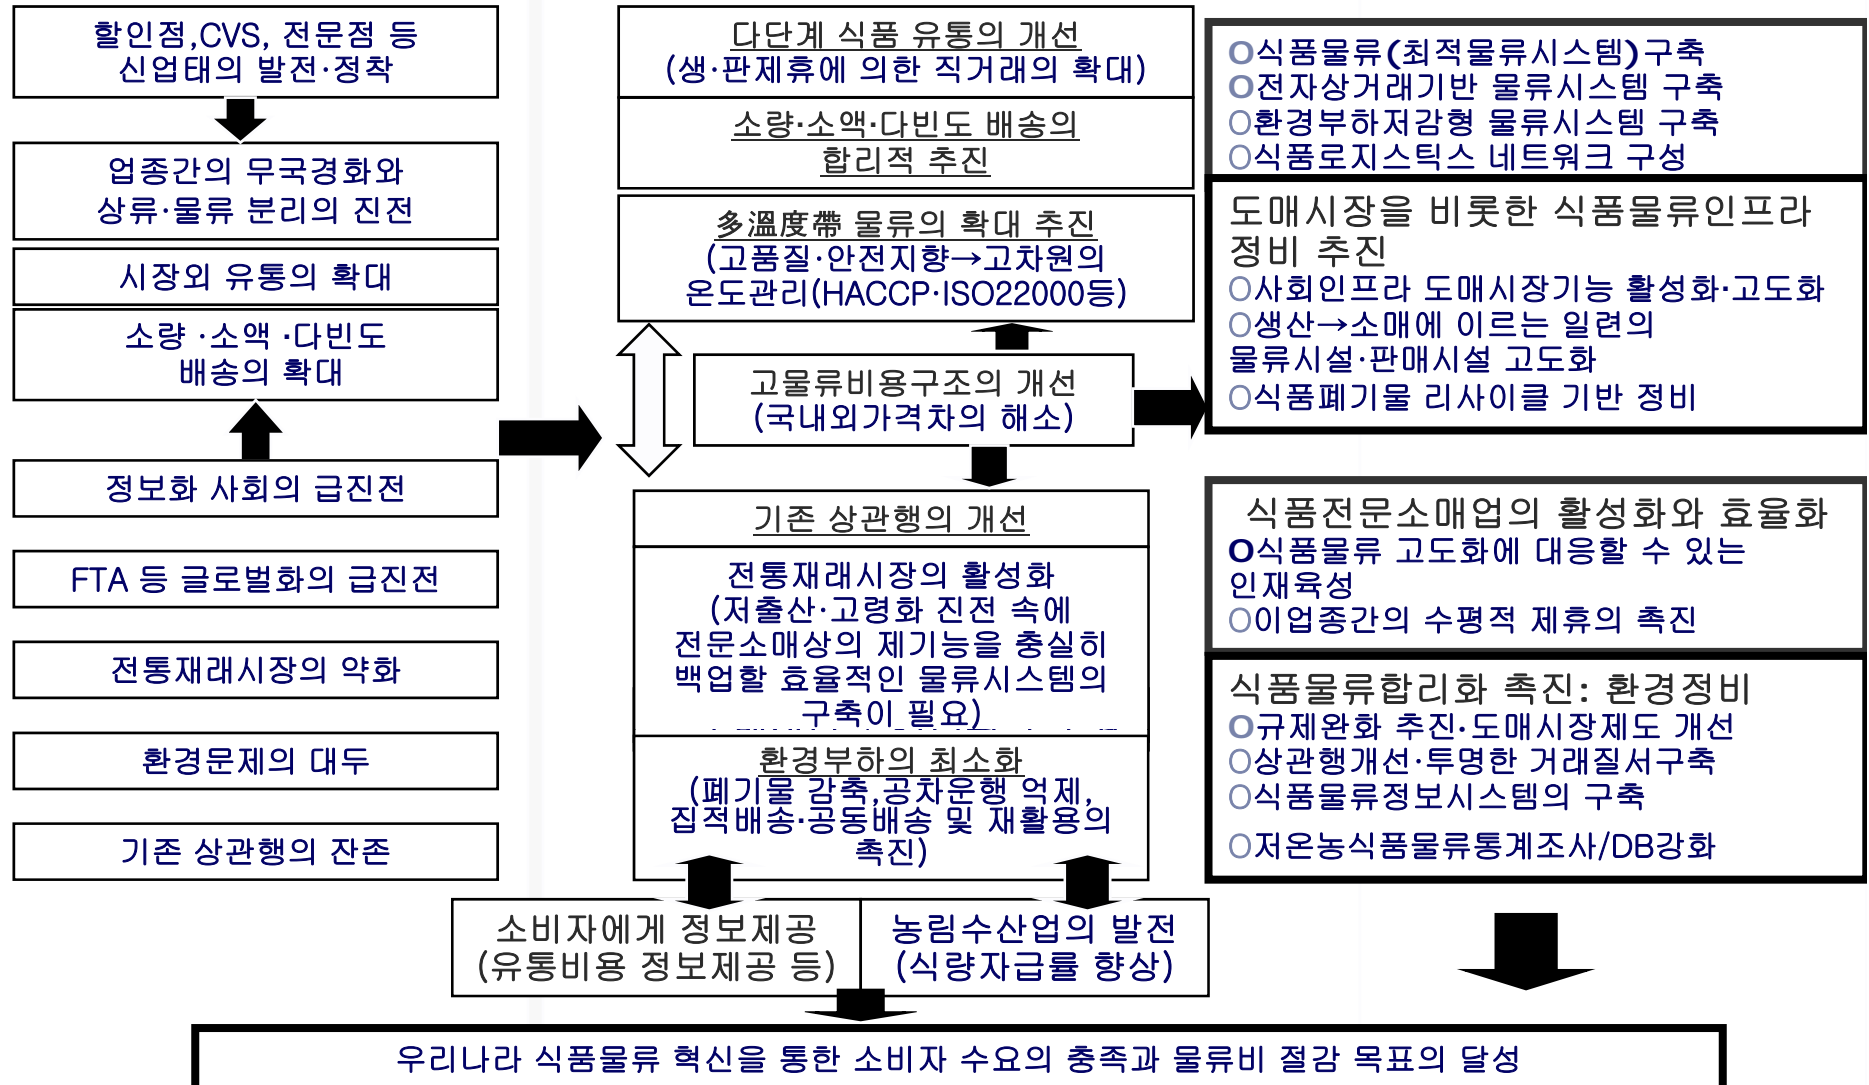 할인점,CVS, 전문점 등
신업태의 발전·정착
업종간의 무국경화와
상류·물류 분리의 진전
시장외 유통의 확대
소량 ·소액 ·다빈도
배송의 확대
정보화 사회의 급진전
FTA 등 글로벌화의 급진전
전통재래시장의 약화
환경문제의 대두
기존 상관행의 잔존
다단계 식품 유통의 개선
(생·판제휴에 의한 직거래의 확대)
소량·소액·다빈도 배송의
합리적 추진
多溫度帶 물류의 확대 추진
(고품질·안전지향→고차원의
온도관리(HACCP·ISO22000등)
고물류비용구조의 개선
(국내외가격차의 해소)
기존 상관행의 개선
전통재래시장의 활성화
(저출산·고령화 진전 속에
전문소매상의 제기능을 충실히
백업할 효율적인 물류시스템의
구축이 필요)
환경부하의 최소화
(폐기물 감축,공차운행 억제,
집적배송·공동배송 및 재활용의
촉진)
소비자에게 정보제공
(유통비용 정보제공 등)
농림수산업의 발전
(식량자급률 향상)
O식품물류(최적물류시스템)구축
O전자상거래기반 물류시스템 구축
O환경부하저감형 물류시스템 구축
O식품로지스틱스 네트워크 구성
도매시장을 비롯한 식품물류인프라
정비 추진
O사회인프라 도매시장기능 활성화·고도화
O생산→소매에 이르는 일련의
물류시설·판매시설 고도화
O식품폐기물 리사이클 기반 정비
식품전문소매업의 활성화와 효율화
O식품물류 고도화에 대응할 수 있는
인재육성
O이업종간의 수평적 제휴의 촉진
식품물류합리화 촉진: 환경정비
O규제완화 추진·도매시장제도 개선
O상관행개선·투명한 거래질서구축
O식품물류정보시스템의 구축
O저온농식품물류통계조사/DB강화
우리나라 식품물류 혁신을 통한 소비자 수요의 충족과 물류비 절감 목표의 달성